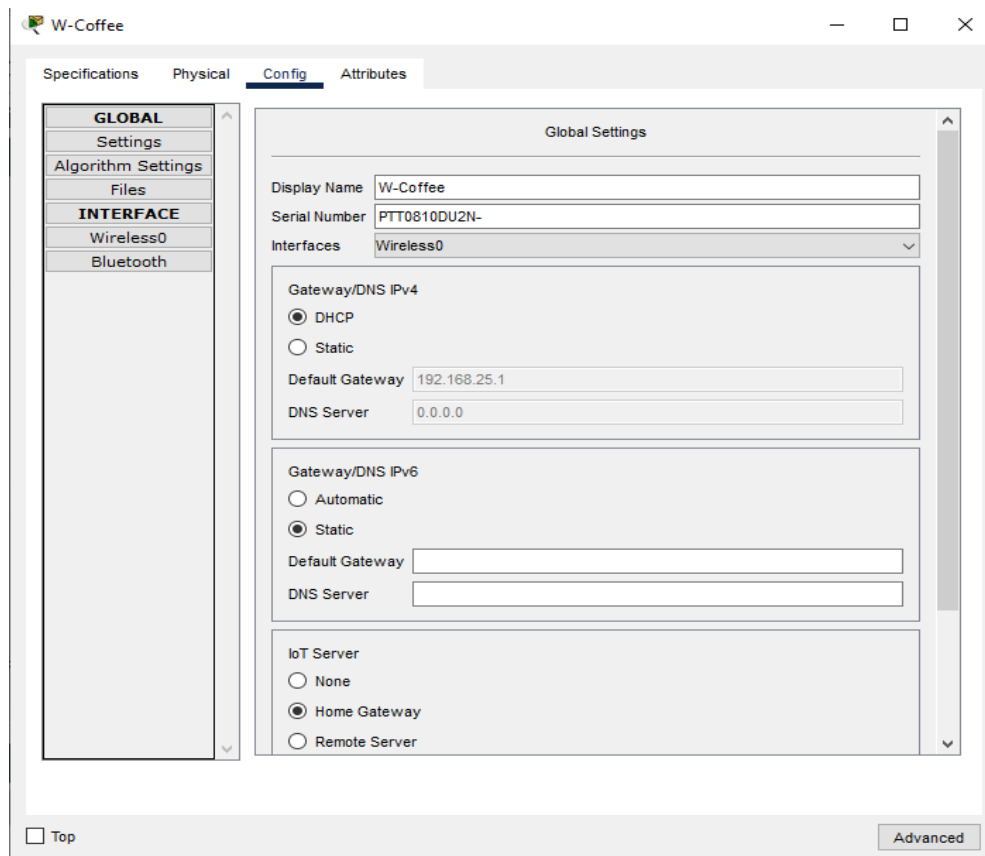 W-Coffee
Specifications Physical Config Attributes
GLOBAL
Settings
Algorithm Settings
Files
INTERFACE
Wireless0
Bluetooth
Global Settings
Display Name W-Coffee
Serial Number PTT0810DU2N-
Interfaces Wireless0
Gateway/DNS IPv4
DHCP
Static
Default Gateway 192.168.25.1
DNS Server 0.0.0.0
Gateway/DNS IPv6
Automatic
Static
Default Gateway
DNS Server
IoT Server
None
Home Gateway
Remote Server
Top
Advanced